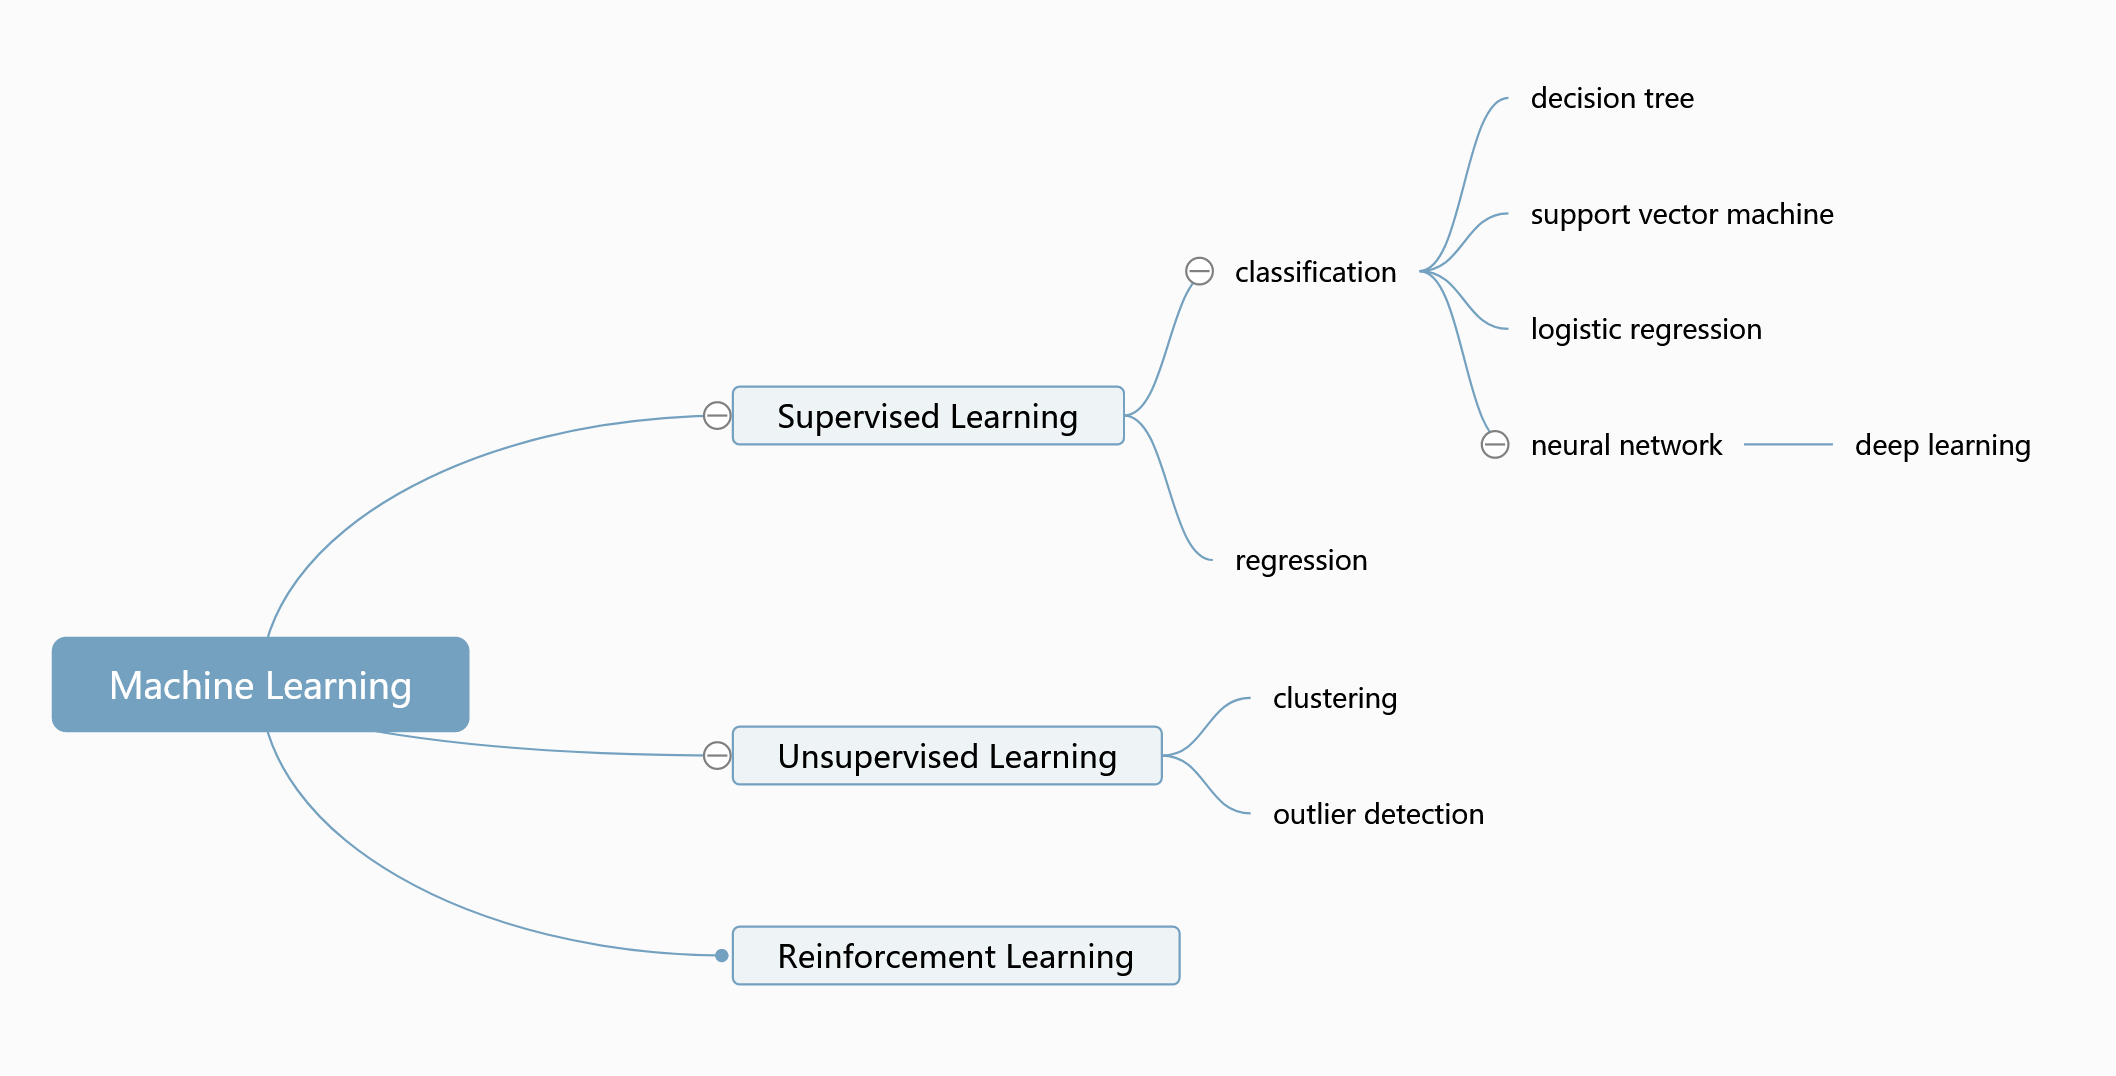 Machine Learning
Supervised Learning
classification
decision tree
support vector machine
logistic regression
neural network
deep learning
regression
Unsupervised Learning
clustering
outlier detection
Reinforcement Learning